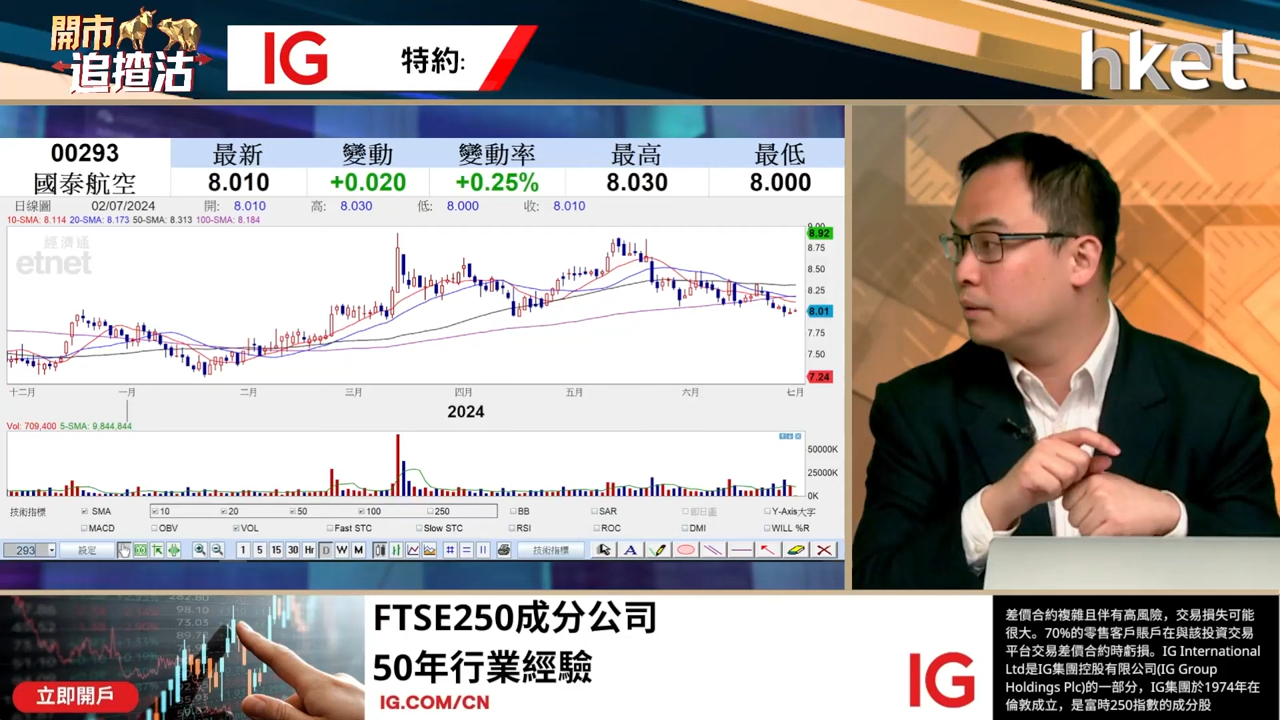 開市
追揸沽
IG 特約:
hket
00293 最新 變動 變動率 最高 最低
國泰航空 8.010 +0.020 +0.25% 8.030 8.000
日線圖 02/07/2024 開: 8.010 高: 8.030 低: 8.000 收: 8.010
10-SMA: 8.114 20-SMA: 8.173 50-SMA: 8.313 100-SMA: 8.184
經濟通
etnet
9.00
8.92
8.75
8.50
8.25
8.01
7.75
7.50
7.24
十二月 一月 二月 三月 四月 五月 六月 七月
2024
Vol: 709,400 5-SMA: 9,844,844
50000K
25000K
0K
技術指標 SMA 10 20 50 100 250 BB SAR 即日圖 Y-Axis大字
MACD OBV VOL Fast STC Slow STC RSI ROC DMI WILL %R
293 設定 1 5 15 30 Hr D W M 技術指標 A
立即開戶
FTSE250成分公司
50年行業經驗
IG.COM/CN
IG
差價合約複雜且伴有高風險，交易損失可能
很大。70%的零售客戶賬戶在與該投資交易
平台交易差價合約時虧損。IG International
Ltd是IG集團控股有限公司(IG Group
Holdings Plc)的一部分，IG集團於1974年在
倫敦成立，是富時250指數的成分股